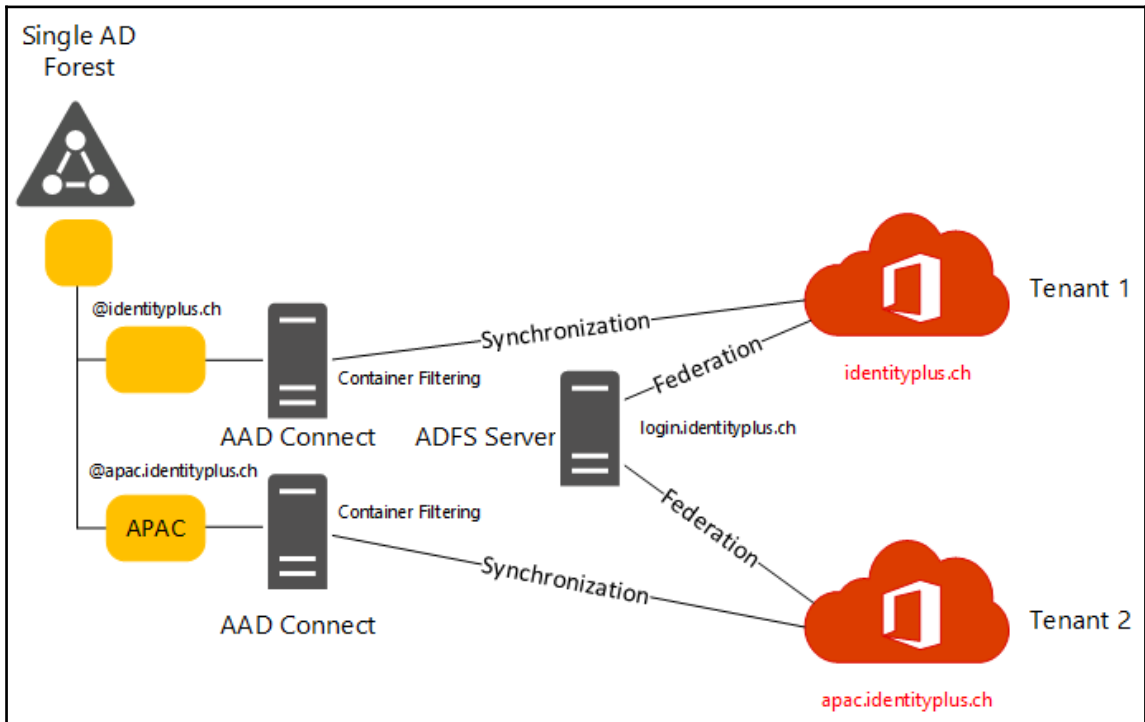 Single AD
Forest
@identityplus.ch
Synchronization
Container Filtering
AAD Connect
Federation
Tenant 1
identityplus.ch
ADFS Server
login.identityplus.ch
@apac.identityplus.ch
APAC
Container Filtering
AAD Connect
Federation
Synchronization
Tenant 2
apac.identityplus.ch